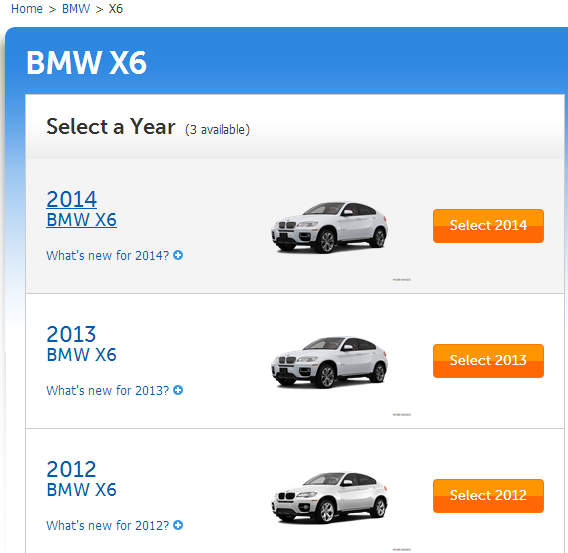 Home > BMW > X6
BMW X6
Select a Year (3 available)
2014
BMW X6
What's new for 2014?
Select 2014
2013
BMW X6
What's new for 2013?
Select 2013
2012
BMW X6
What's new for 2012?
Select 2012